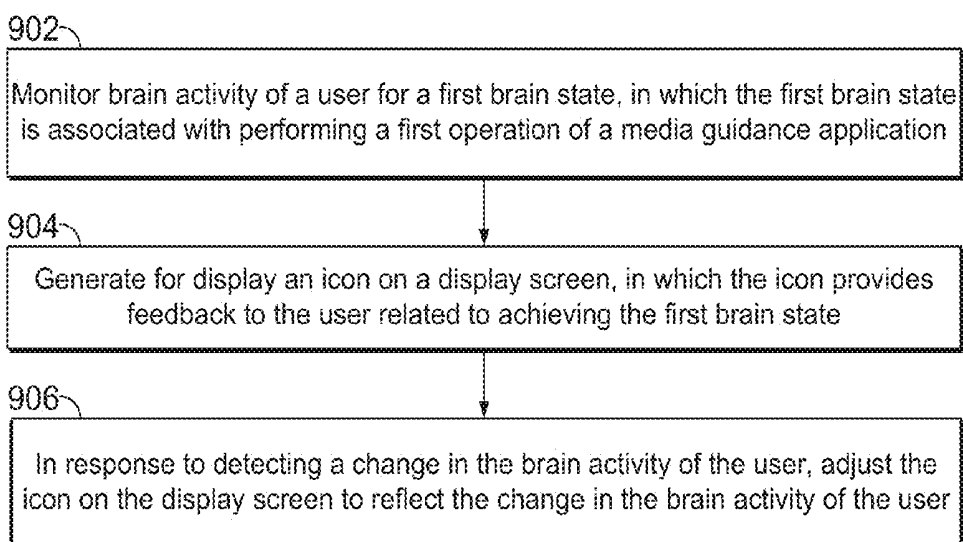 902
Monitor brain activity of a user for a first brain state, in which the first brain state
is associated with performing a first operation of a media guidance application
904
Generate for display an icon on a display screen, in which the icon provides
feedback to the user related to achieving the first brain state
906
In response to detecting a change in the brain activity of the user, adjust the
icon on the display screen to reflect the change in the brain activity of the user